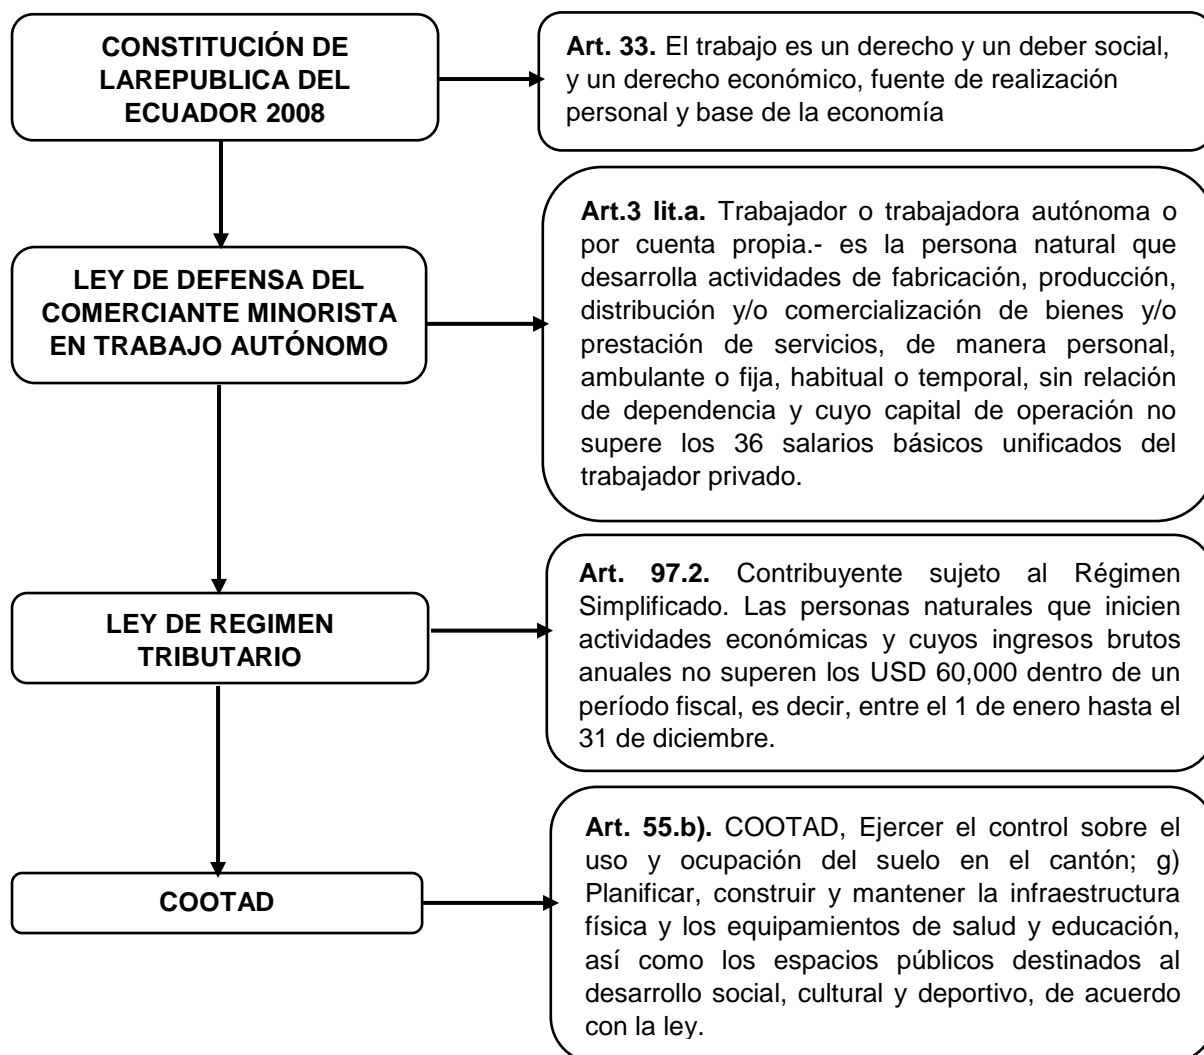 CONSTITUCIÓN DE
LAREPUBLICA DEL
ECUADOR 2008
Art. 33. El trabajo es un derecho y un deber social,
y un derecho económico, fuente de realización
personal y base de la economía
LEY DE DEFENSA DEL
COMERCIANTE MINORISTA
EN TRABAJO AUTÓNOMO
Art.3 lit.a. Trabajador o trabajadora autónoma o
por cuenta propia.- es la persona natural que
desarrolla actividades de fabricación, producción,
distribución y/o comercialización de bienes y/o
prestación de servicios, de manera personal,
ambulante o fija, habitual o temporal, sin relación
de dependencia y cuyo capital de operación no
supere los 36 salarios básicos unificados del
trabajador privado.
LEY DE REGIMEN
TRIBUTARIO
Art. 97.2. Contribuyente sujeto al Régimen
Simplificado. Las personas naturales que inicien
actividades económicas y cuyos ingresos brutos
anuales no superen los USD 60,000 dentro de un
período fiscal, es decir, entre el 1 de enero hasta el
31 de diciembre.
COOTAD
Art. 55.b). COOTAD, Ejercer el control sobre el
uso y ocupación del suelo en el cantón; g)
Planificar, construir y mantener la infraestructura
física y los equipamientos de salud y educación,
así como los espacios públicos destinados al
desarrollo social, cultural y deportivo, de acuerdo
con la ley.